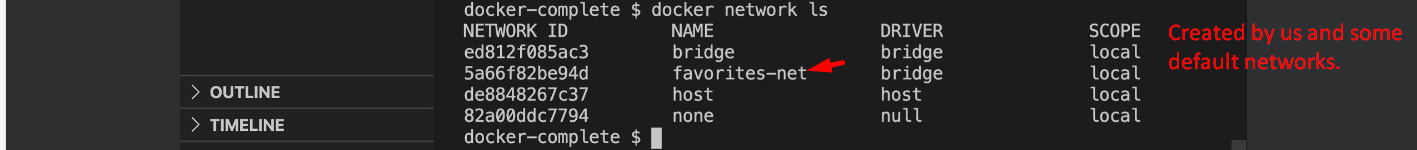 docker-complete $ docker network ls
NETWORK ID NAME DRIVER SCOPE
ed812f085ac3 bridge bridge local
5a66f82be94d favorites-net bridge local
de8848267c37 host host local
82a00ddc7794 none null local
docker-complete $
Created by us and some
default networks.
> OUTLINE
> TIMELINE